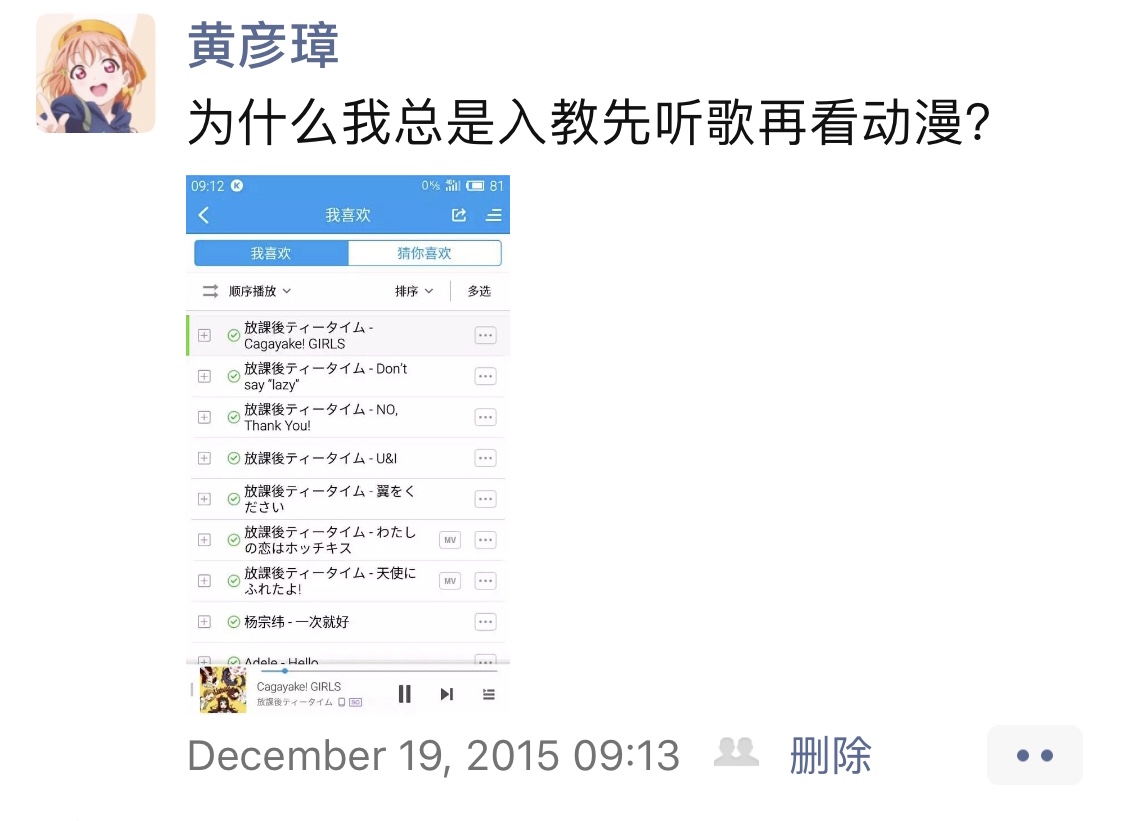 黄彦璋
为什么我总是入教先听歌再看动漫?
09:12 K 0K/s 4G 81
我喜欢
我喜欢 猜你喜欢
顺序播放 排序 多选
放課後ティータイム -
Cagayake! GIRLS
放課後ティータイム - Don't
say "lazy"
放課後ティータイム - NO,
Thank You!
放課後ティータイム - U&I
放課後ティータイム - 翼をく
ださい
放課後ティータイム - わたし
の恋はホッチキス MV
放課後ティータイム - 天使に
ふれたよ! MV
杨宗纬 - 一次就好
Adele - Hello
Cagayake! GIRLS
放課後ティータイム SQ
December 19, 2015 09:13 删除